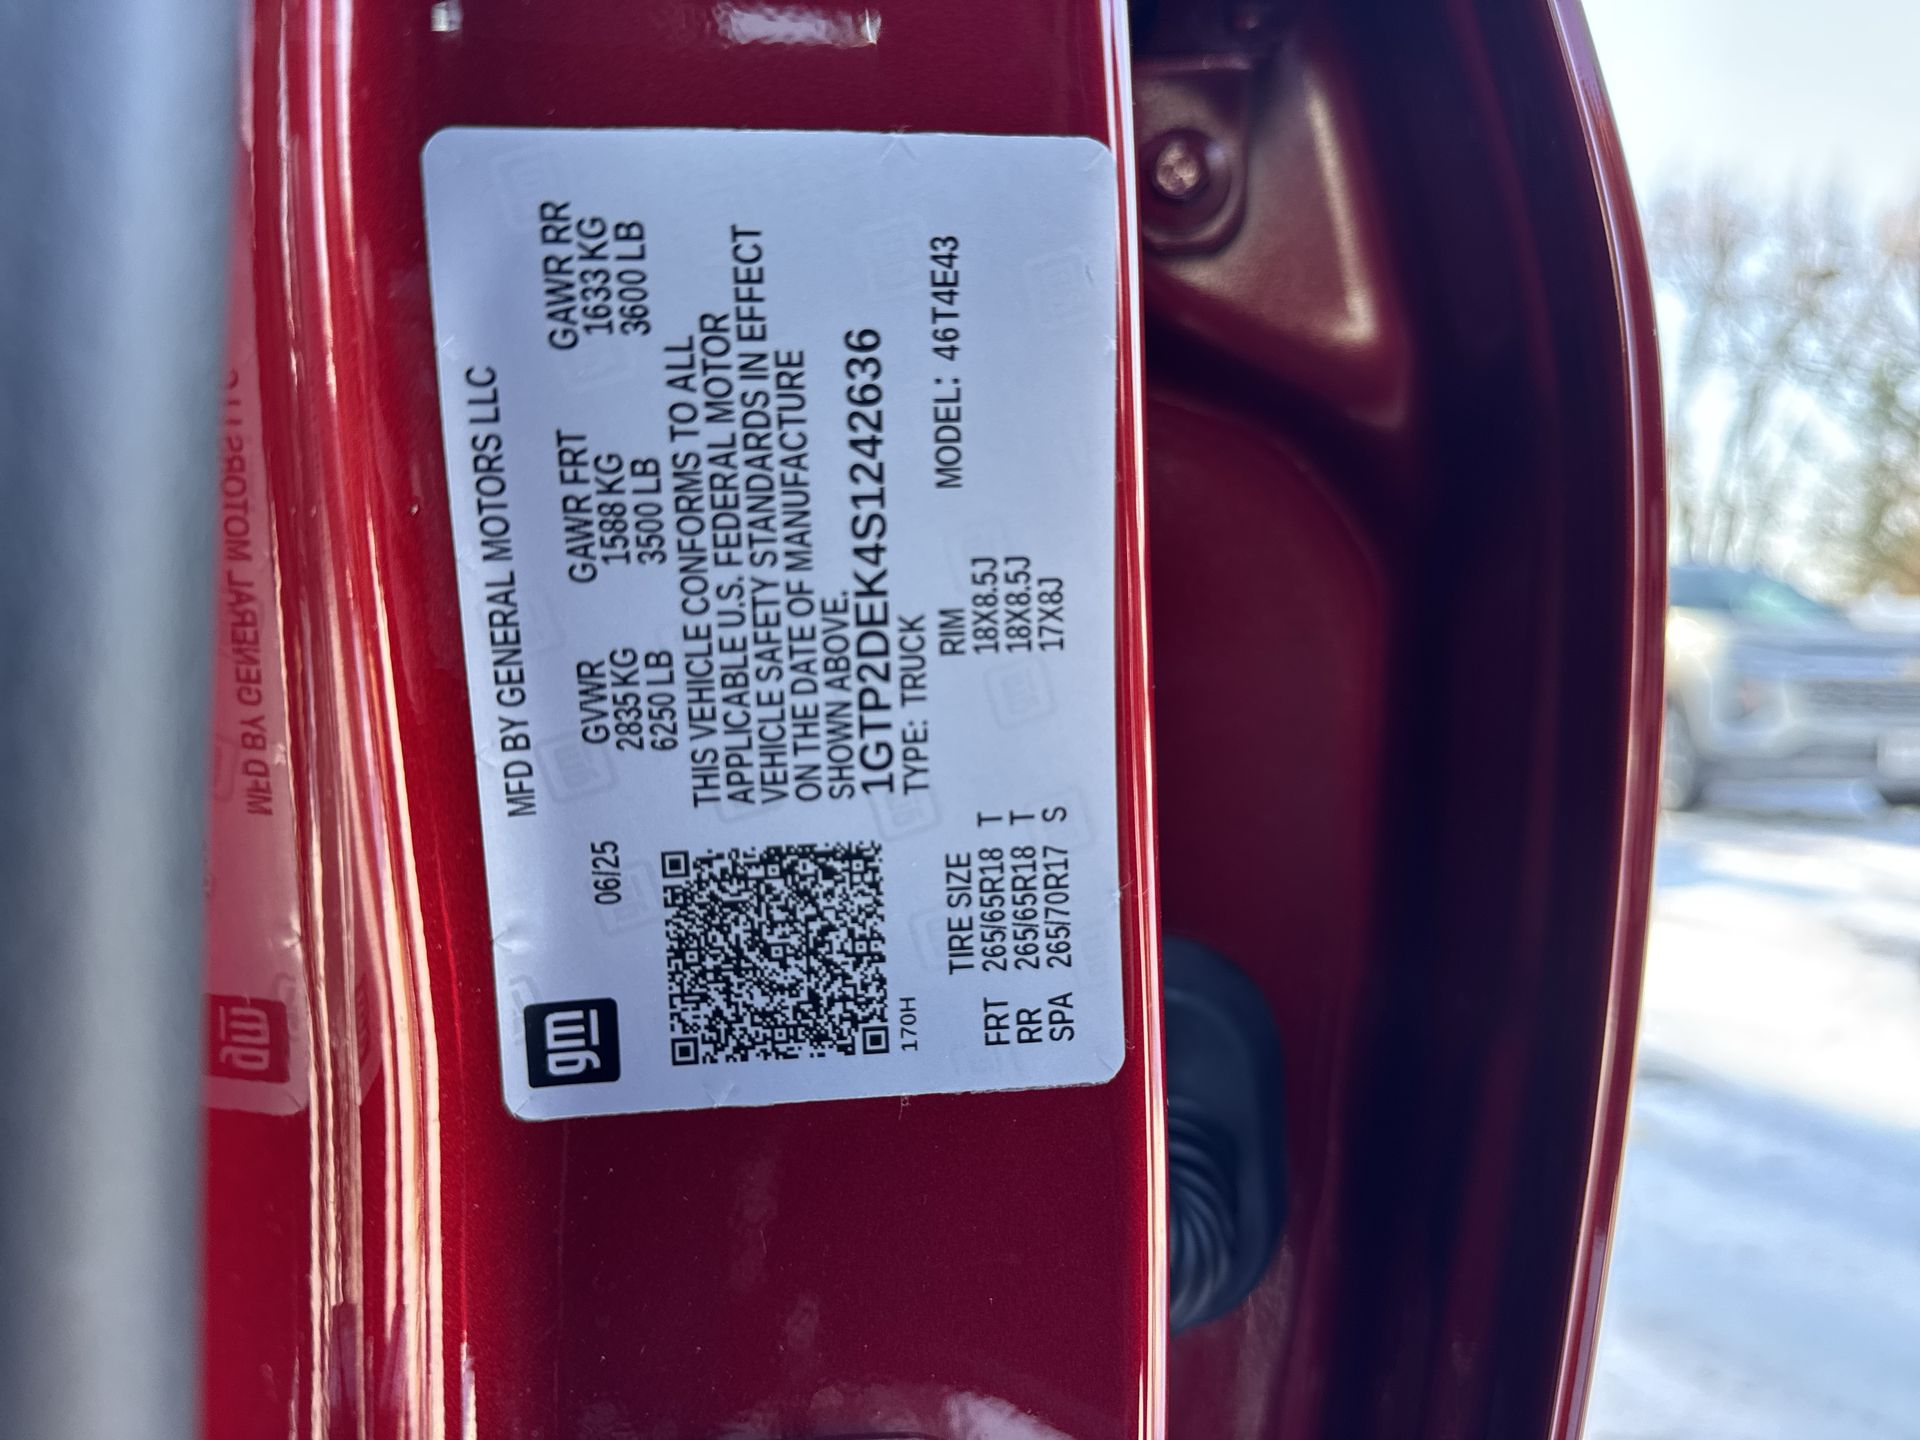 gm
MFD BY GENERAL MOTORS LLC
06/25
GVWR GAWR FRT GAWR RR
2835 KG 1588 KG 1633 KG
6250 LB 3500 LB 3600 LB
THIS VEHICLE CONFORMS TO ALL
APPLICABLE U.S. FEDERAL MOTOR
VEHICLE SAFETY STANDARDS IN EFFECT
ON THE DATE OF MANUFACTURE
SHOWN ABOVE.
1GTP2DEK4S1242636
170H
TYPE: TRUCK MODEL: 46T4E43
TIRE SIZE RIM
FRT 265/65R18 T 18X8.5J
RR 265/65R18 T 18X8.5J
SPA 265/70R17 S 17X8J
MFD BY GENERAL MOTORS LLC
gm